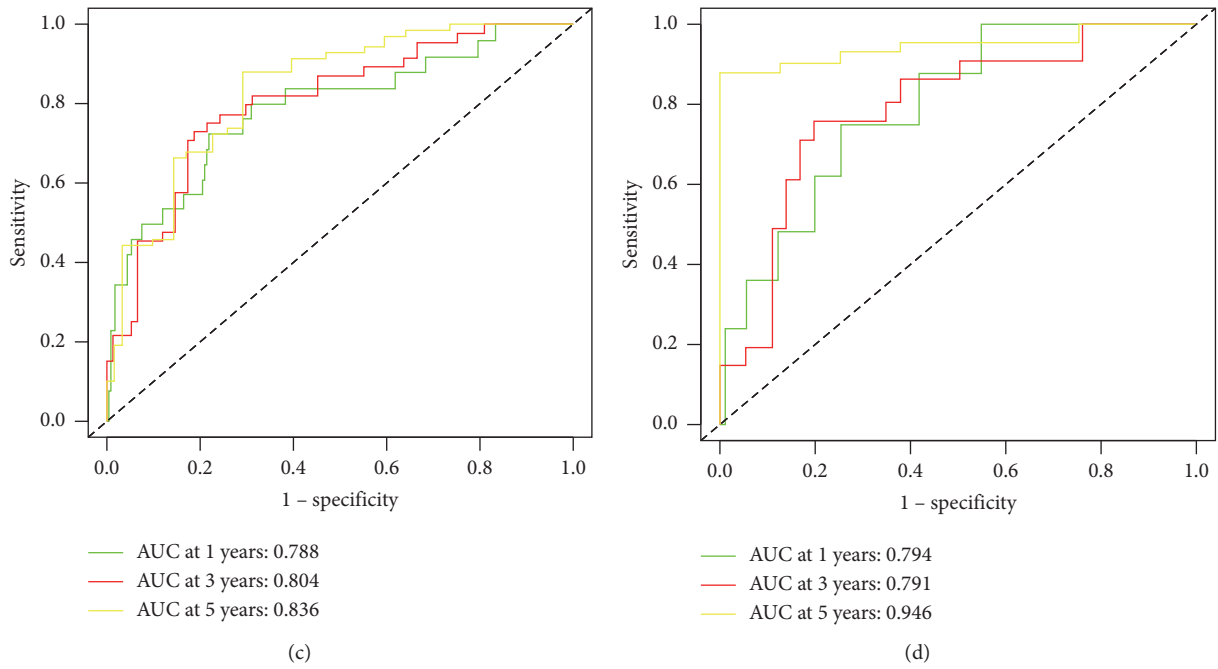 1.0
0.8
0.6
0.4
0.2
0.0
Sensitivity
0.0 0.2 0.4 0.6 0.8 1.0
1 – specificity
AUC at 1 years: 0.788
AUC at 3 years: 0.804
AUC at 5 years: 0.836
(c)
1.0
0.8
0.6
0.4
0.2
0.0
Sensitivity
0.0 0.2 0.4 0.6 0.8 1.0
1 – specificity
AUC at 1 years: 0.794
AUC at 3 years: 0.791
AUC at 5 years: 0.946
(d)